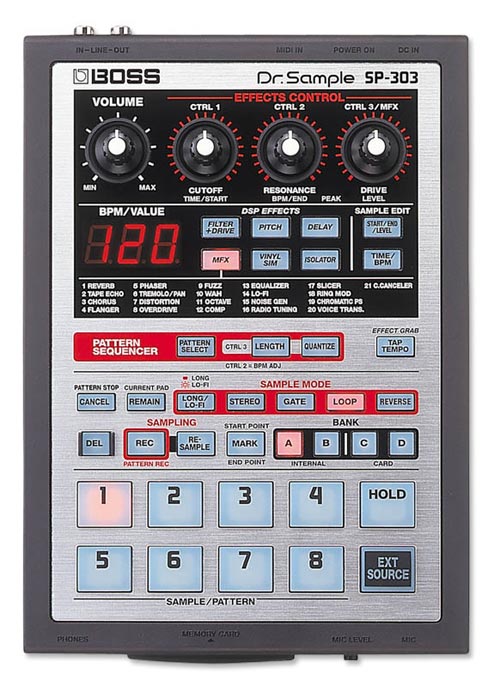 IN-LINE-OUT MIDI IN POWER ON DC IN
BOSS Dr. Sample SP-303
VOLUME EFFECTS CONTROL
CTRL 1 CTRL 2 CTRL 3/MFX
MIN MAX CUTOFF RESONANCE DRIVE
TIME/START BPM/END PEAK LEVEL
BPM/VALUE DSP EFFECTS SAMPLE EDIT
120
FILTER +DRIVE PITCH DELAY START/END /LEVEL
MFX VINYL SIM ISOLATOR TIME/ BPM
1 REVERB 5 PHASER 9 FUZZ 13 EQUALIZER 17 SLICER 21 C.CANCELER
2 TAPE ECHO 6 TREMOLO/PAN 10 WAH 14 LO-FI 18 RING MOD
3 CHORUS 7 DISTORTION 11 OCTAVE 15 NOISE GEN 19 CHROMATIC PS
4 FLANGER 8 OVERDRIVE 12 COMP 16 RADIO TUNING 20 VOICE TRANS.
EFFECT GRAB
PATTERN SEQUENCER PATTERN SELECT CTRL 3 LENGTH QUANTIZE TAP TEMPO
CTRL 2 = BPM ADJ
LONG
PATTERN STOP CURRENT PAD LO-FI SAMPLE MODE
CANCEL REMAIN LONG/ LO-FI STEREO GATE LOOP REVERSE
SAMPLING START POINT BANK
DEL REC RE- SAMPLE MARK A B C D
PATTERN REC END POINT INTERNAL CARD
1 2 3 4 HOLD
5 6 7 8 EXT SOURCE
SAMPLE/PATTERN
PHONES MEMORY CARD MIC LEVEL MIC